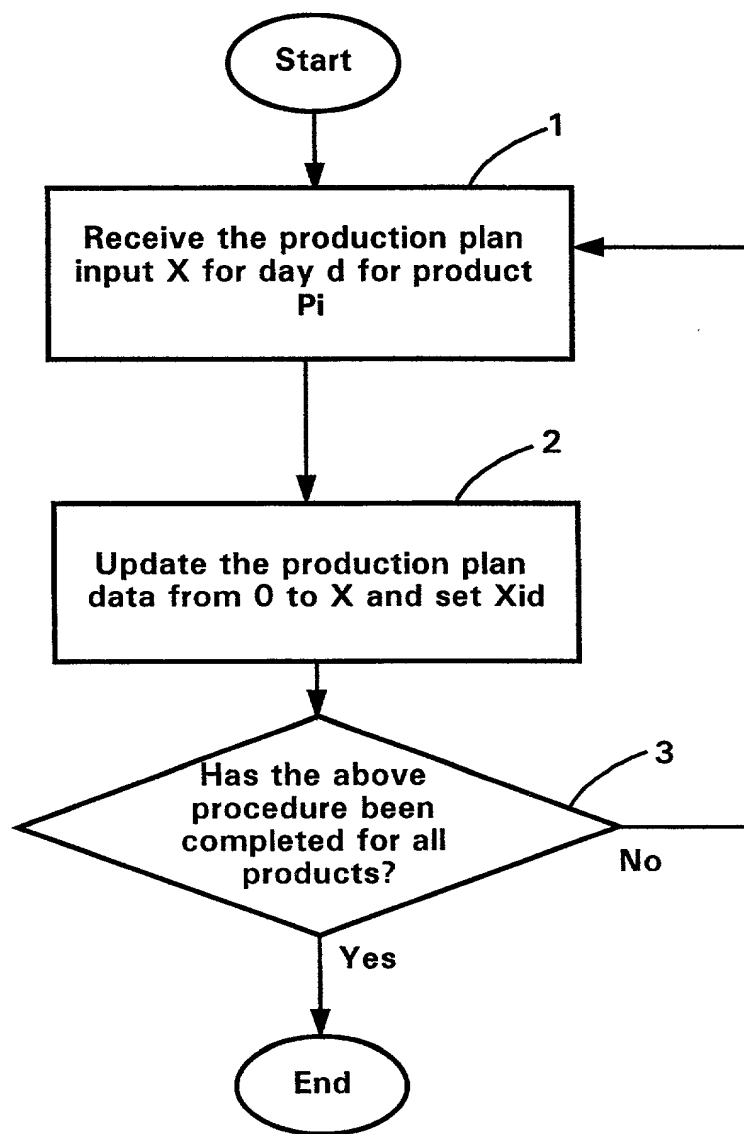 Start
1
Receive the production plan
input X for day d for product
Pi
2
Update the production plan
data from 0 to X and set Xid
3
Has the above
procedure been
completed for all
products?
No
Yes
End